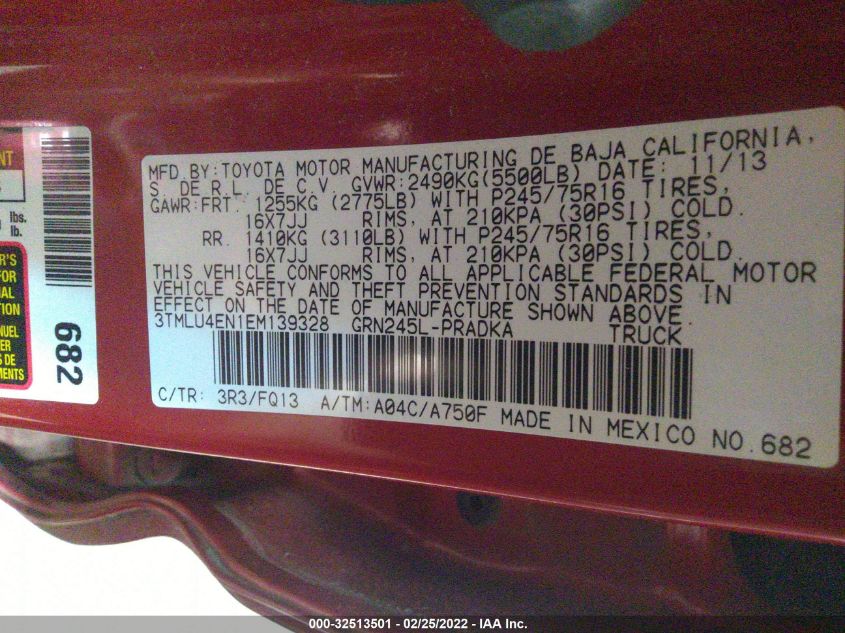 MFD.BY:TOYOTA MOTOR MANUFACTURING DE BAJA CALIFORNIA,
S. DE R.L. DE C.V. GVWR:2490KG(5500LB) DATE: 11/13
GAWR:FRT. 1255KG (2775LB) WITH P245/75R16 TIRES,
16X7JJ RIMS, AT 210KPA (30PSI) COLD.
RR. 1410KG (3110LB) WITH P245/75R16 TIRES,
16X7JJ RIMS, AT 210KPA (30PSI) COLD.
THIS VEHICLE CONFORMS TO ALL APPLICABLE FEDERAL MOTOR
VEHICLE SAFETY AND THEFT PREVENTION STANDARDS IN
EFFECT ON THE DATE OF MANUFACTURE SHOWN ABOVE.
3TMLU4EN1EM139328 GRN245L-PRADKA TRUCK
C/TR: 3R3/FQ13 A/TM:A04C/A750F MADE IN MEXICO NO.682
lbs.
lb.
FOR
682
000-32513501 - 02/25/2022 - IAA Inc.